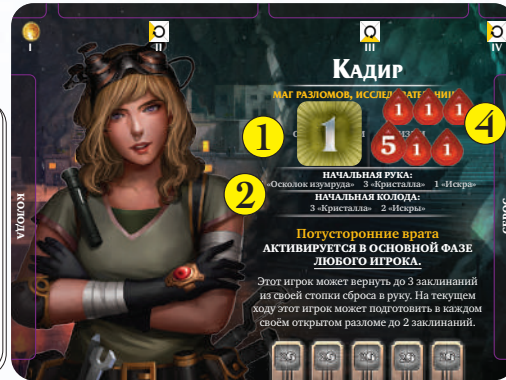 I
II
III
IV
КАДИР
МАГ РАЗЛОМОВ,
1
1
1 1 1
5 1 1
4
2
НАЧАЛЬНАЯ РУКА:
«Осколок изумруда» 3 «Кристалла» 1 «Искра»
НАЧАЛЬНАЯ КОЛОДА:
3 «Кристалла» 2 «Искры»
КОЛОДА
Потусторонние врата
АКТИВИРУЕТСЯ В ОСНОВНОЙ ФАЗЕ
ЛЮБОГО ИГРОКА.
Этот игрок может вернуть до 3 заклинаний
из своей стопки сброса в руку. На текущем
ходу этот игрок может подготовить в каждом
своём открытом разломе до 2 заклинаний.